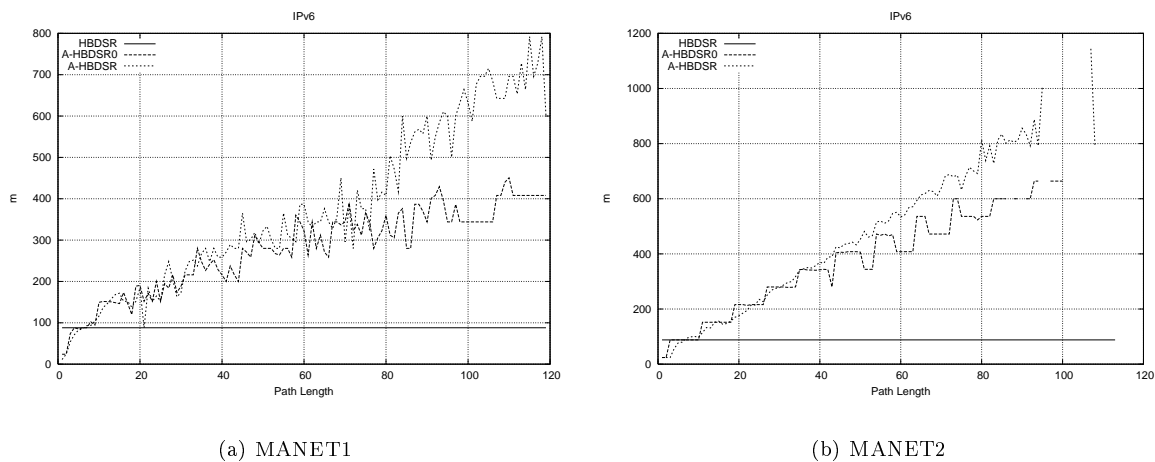 IPv6
HBDSR
A-HBDSR0
A-HBDSR
800
700
600
500
400
300
200
100
0
m
0 20 40 60 80 100 120
Path Length
(a) MANET1
IPv6
HBDSR
A-HBDSR0
A-HBDSR
1200
1000
800
600
400
200
0
m
0 20 40 60 80 100 120
Path Length
(b) MANET2